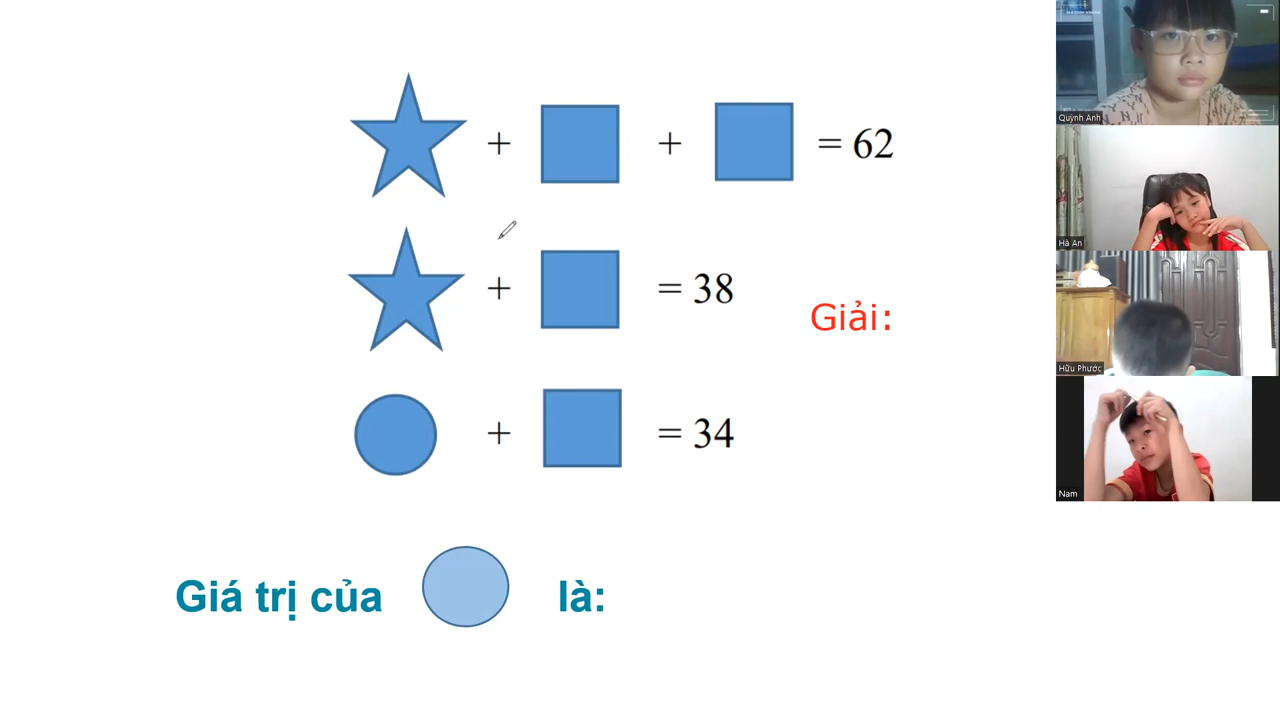 + + = 62
+ = 38
Giải:
+ = 34
Giá trị của là:
Quỳnh Anh
Hà An
Hữu Phước
Nam